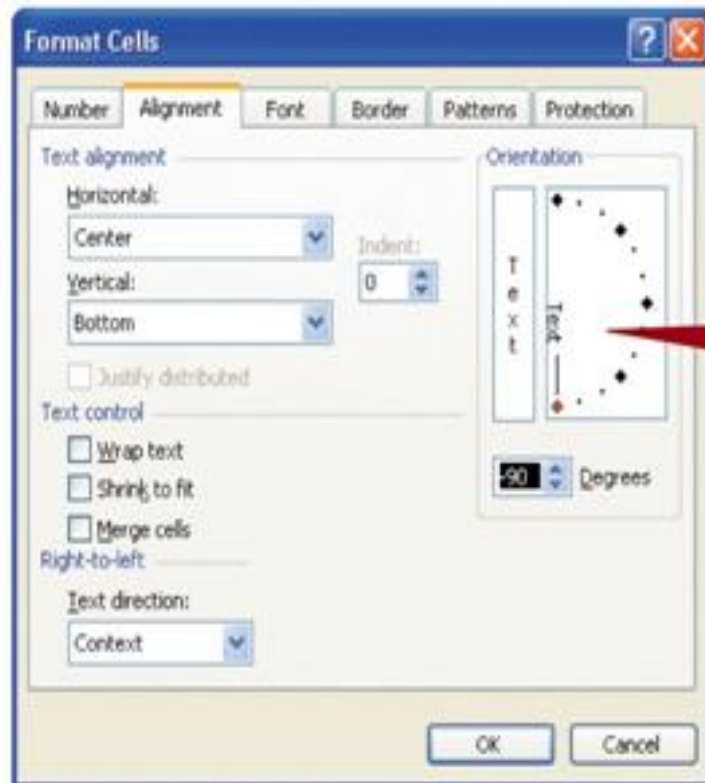 Format Cells
Number Alignment Font Border Patterns Protection
Text alignment
Horizontal:
Center
Indent:
0
Vertical:
Bottom
Justify distributed
Text control
Wrap text
Shrink to fit
Merge cells
Right-to-left
Text direction:
Context
Orientation
Text
Text
-90 Degrees
OK Cancel